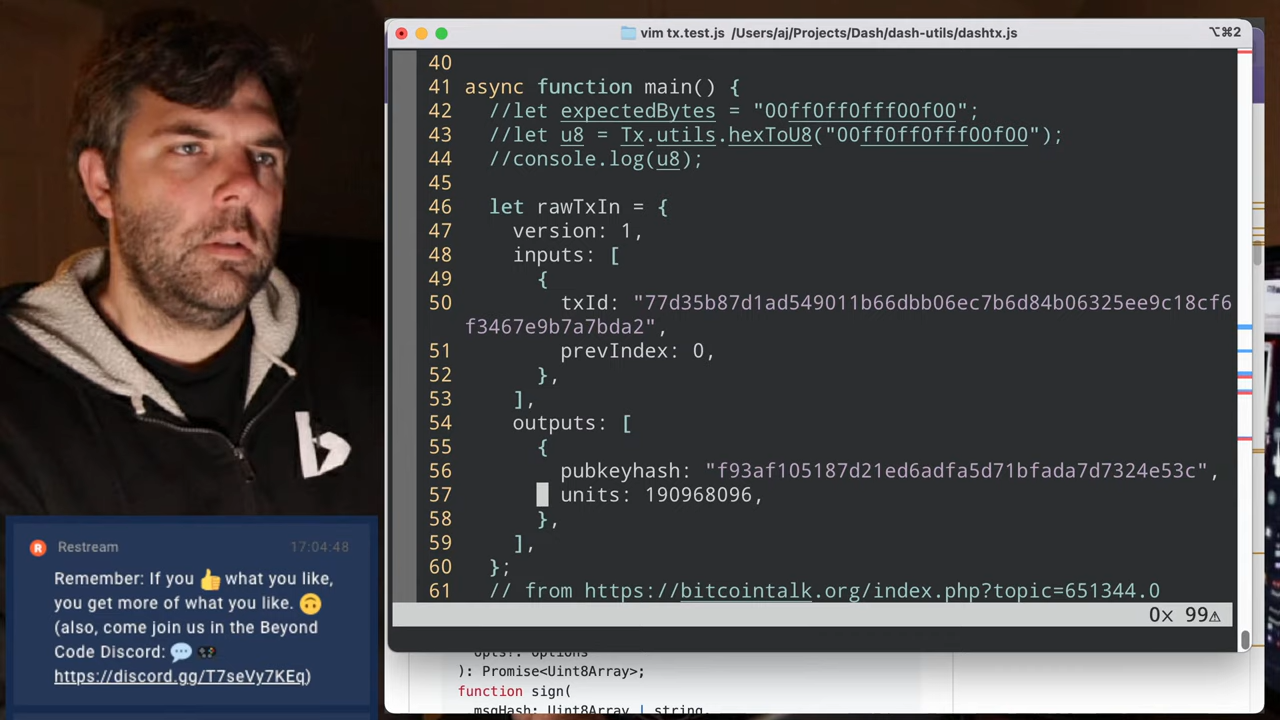 vim tx.test.js /Users/aj/Projects/Dash/dash-utils/dashtx.js
⌥⌘2
40
41 async function main() {
42 //let expectedBytes = "00ff0ff0fff00f00";
43 //let u8 = Tx.utils.hexToU8("00ff0ff0fff00f00");
44 //console.log(u8);
45
46 let rawTxIn = {
47 version: 1,
48 inputs: [
49 {
50 txId: "77d35b87d1ad549011b66dbb06ec7b6d84b06325ee9c18cf6
f3467e9b7a7bda2",
51 prevIndex: 0,
52 },
53 ],
54 outputs: [
55 {
56 pubkeyhash: "f93af105187d21ed6adfa5d71bfada7d7324e53c",
57 units: 190968096,
58 },
59 ],
60 };
61 // from https://bitcointalk.org/index.php?topic=651344.0
0× 99⚠
opts?: options
): Promise<Uint8Array>;
function sign(
msgHash: Uint8Array | string,
R Restream 17:04:48
Remember: If you 👍 what you like,
you get more of what you like. 🙃
(also, come join us in the Beyond
Code Discord: 💬 🎮
https://discord.gg/T7seVy7KEq)
b